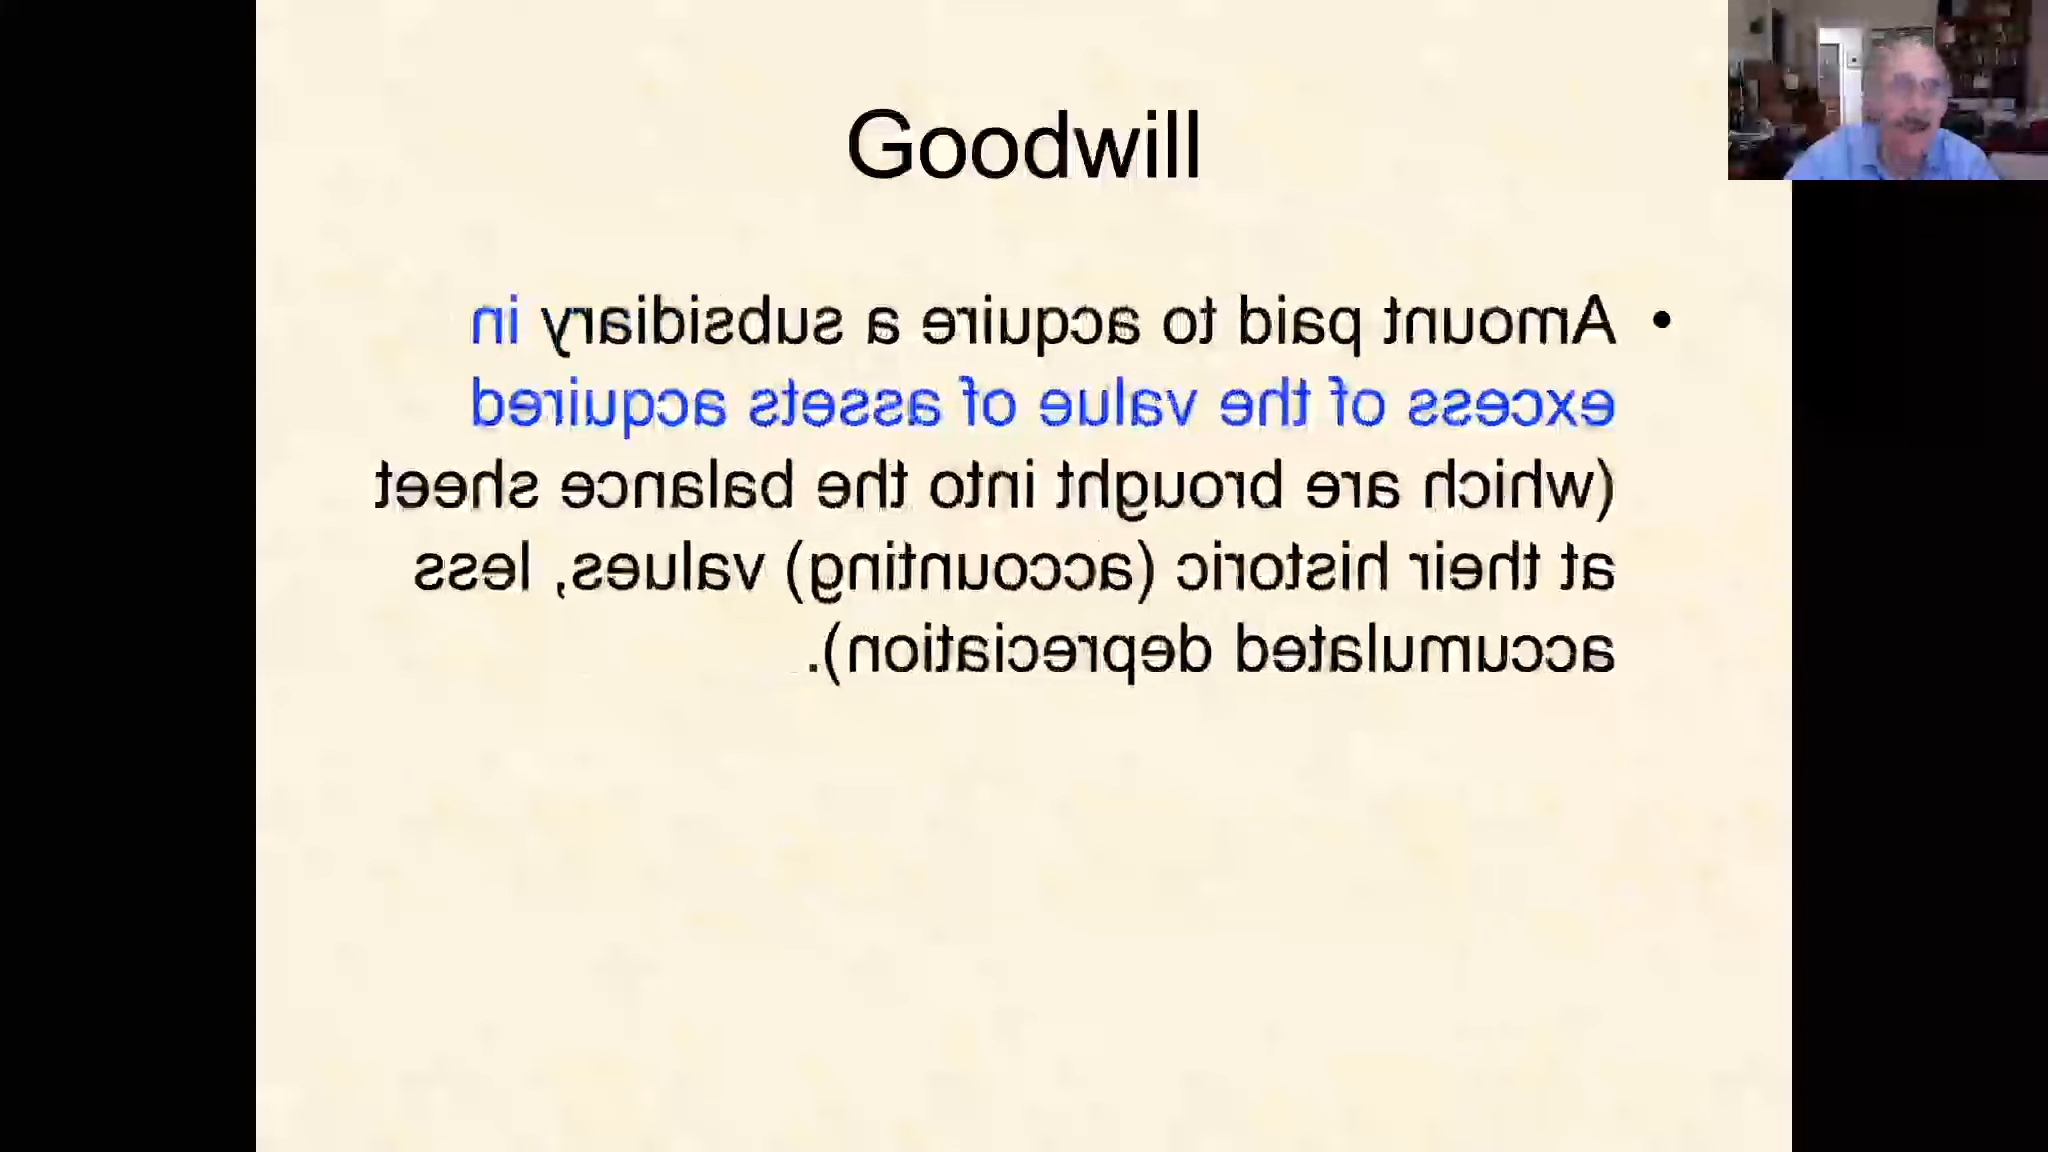 Goodwill
• Amount paid to acquire a subsidiary in
excess of the value of assets acquired
(which are brought into the balance sheet
at their historic (accounting) values, less
accumulated depreciation).